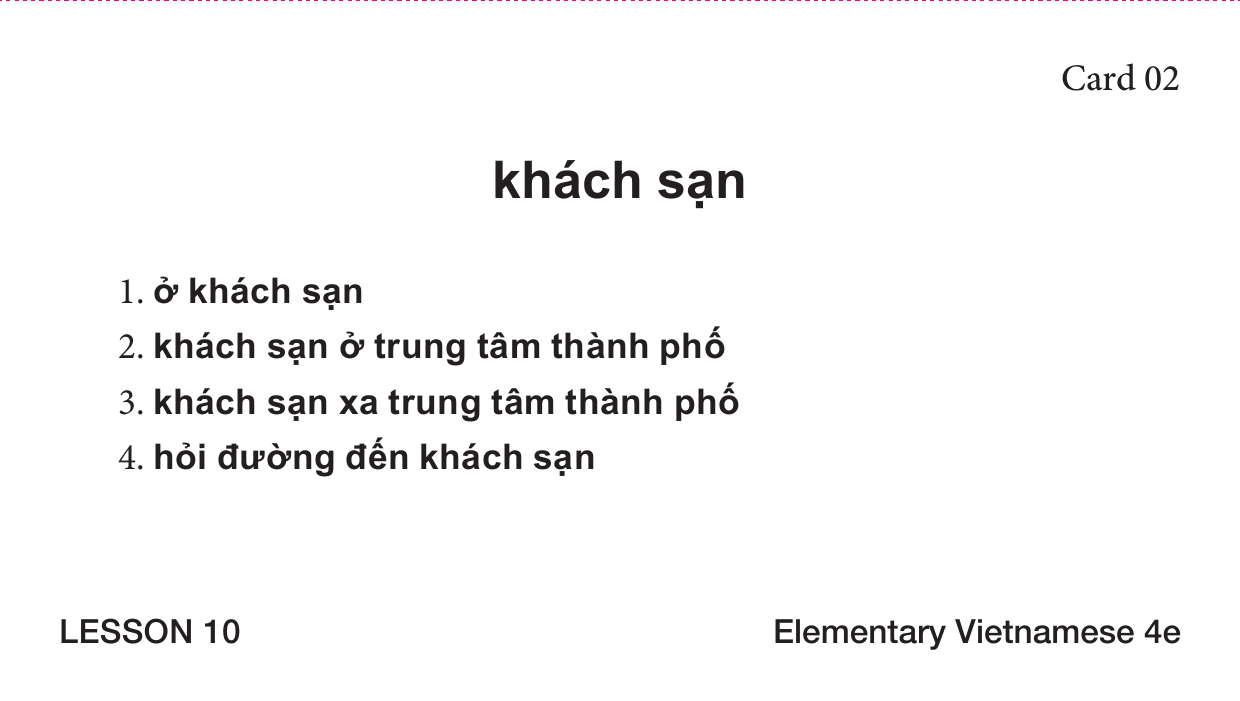 Card 02
khách sạn
1. ở khách sạn
2. khách sạn ở trung tâm thành phố
3. khách sạn xa trung tâm thành phố
4. hỏi đường đến khách sạn
LESSON 10
Elementary Vietnamese 4e